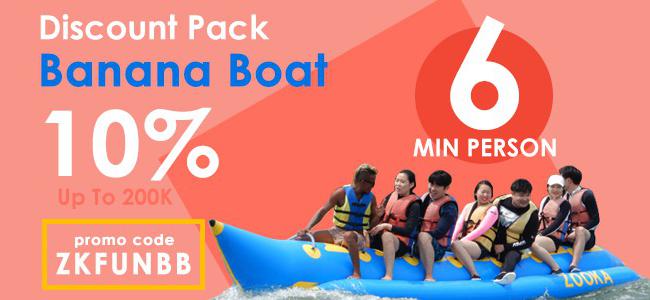 Discount Pack
Banana Boat
10%
Up To 200K
promo code
ZKFUNBB
6
MIN PERSON
ZOOKA